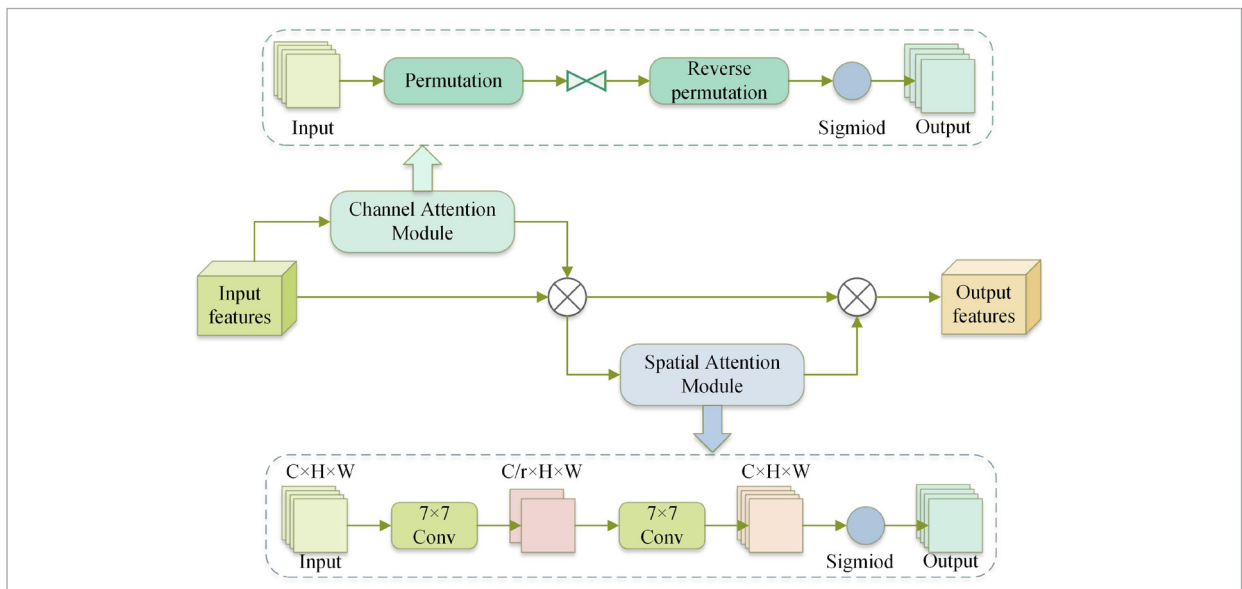 Permutation
Reverse
permutation
Input
Sigmiod
Output
Channel Attention
Module
Input
features
Output
features
Spatial Attention
Module
C×H×W
C/r×H×W
C×H×W
7×7
Conv
7×7
Conv
Input
Sigmiod
Output